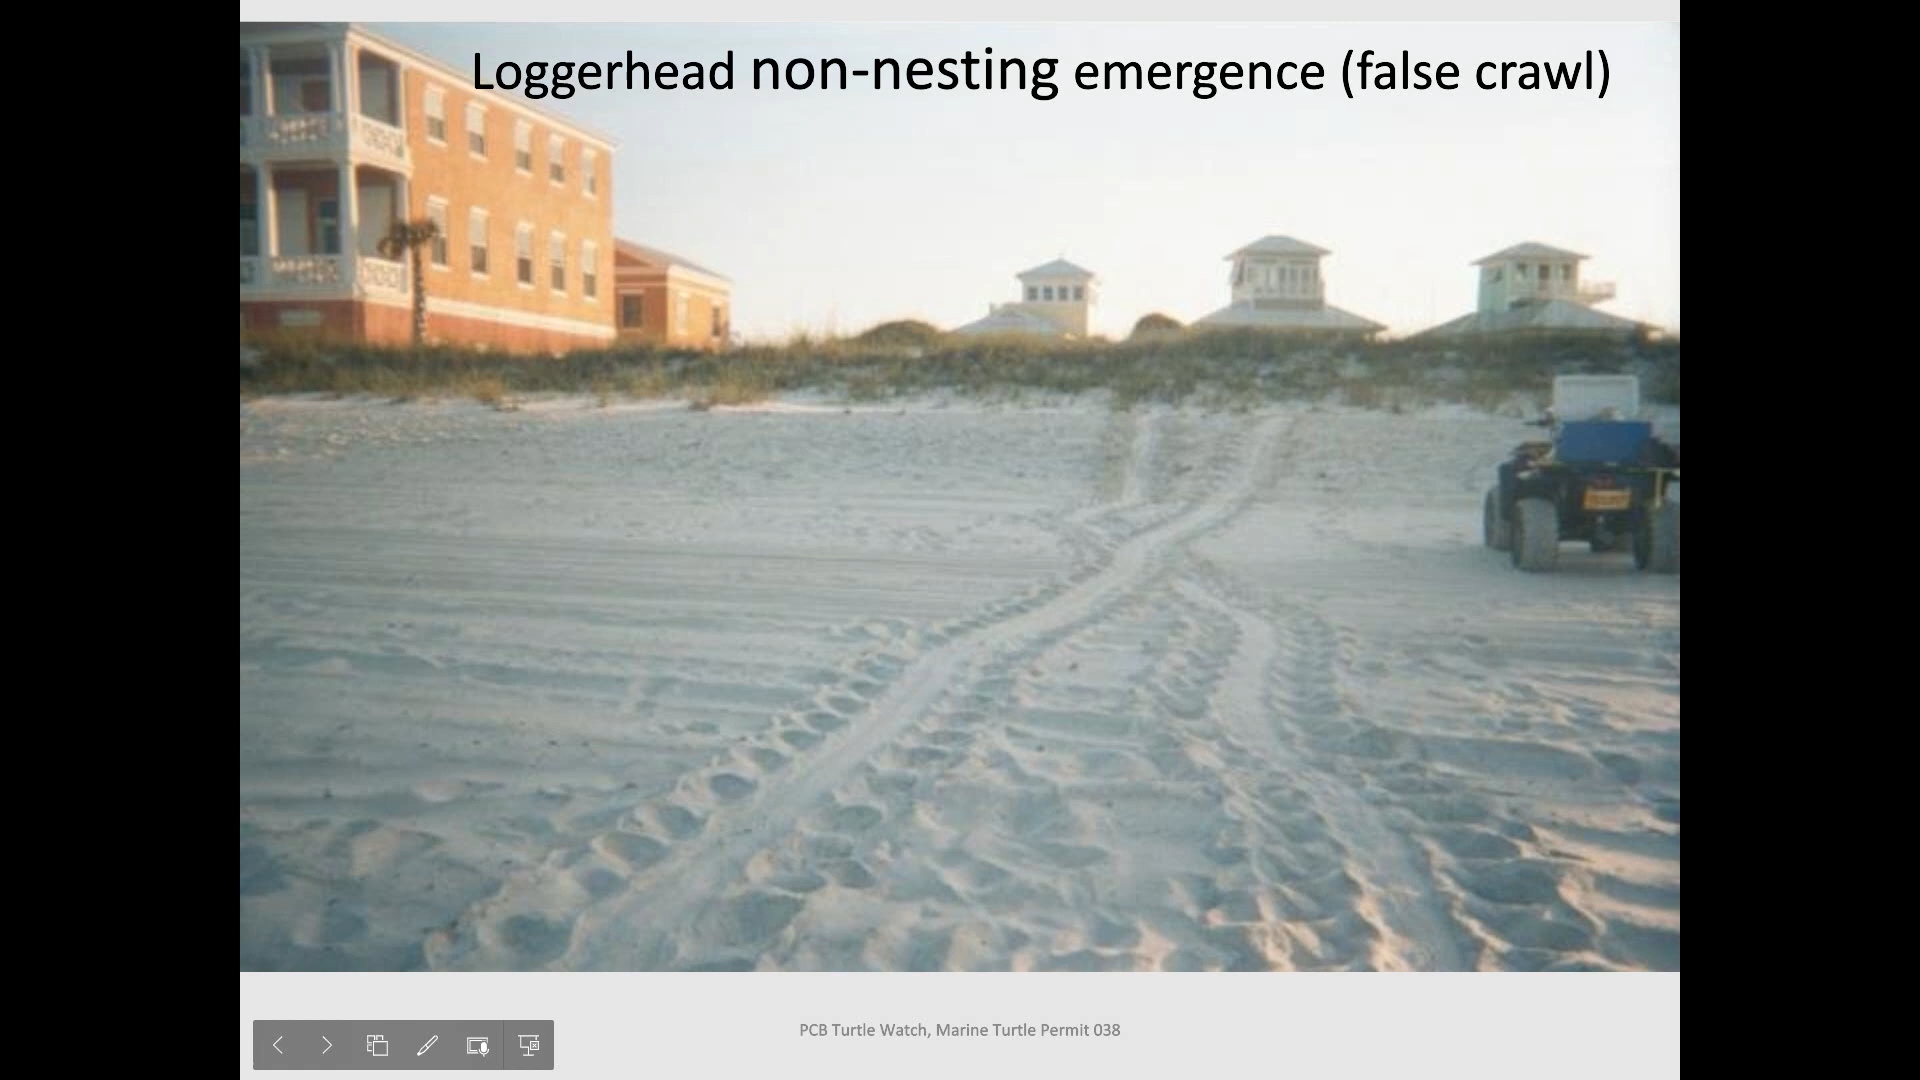 Loggerhead non-nesting emergence (false crawl)
PCB Turtle Watch, Marine Turtle Permit 038